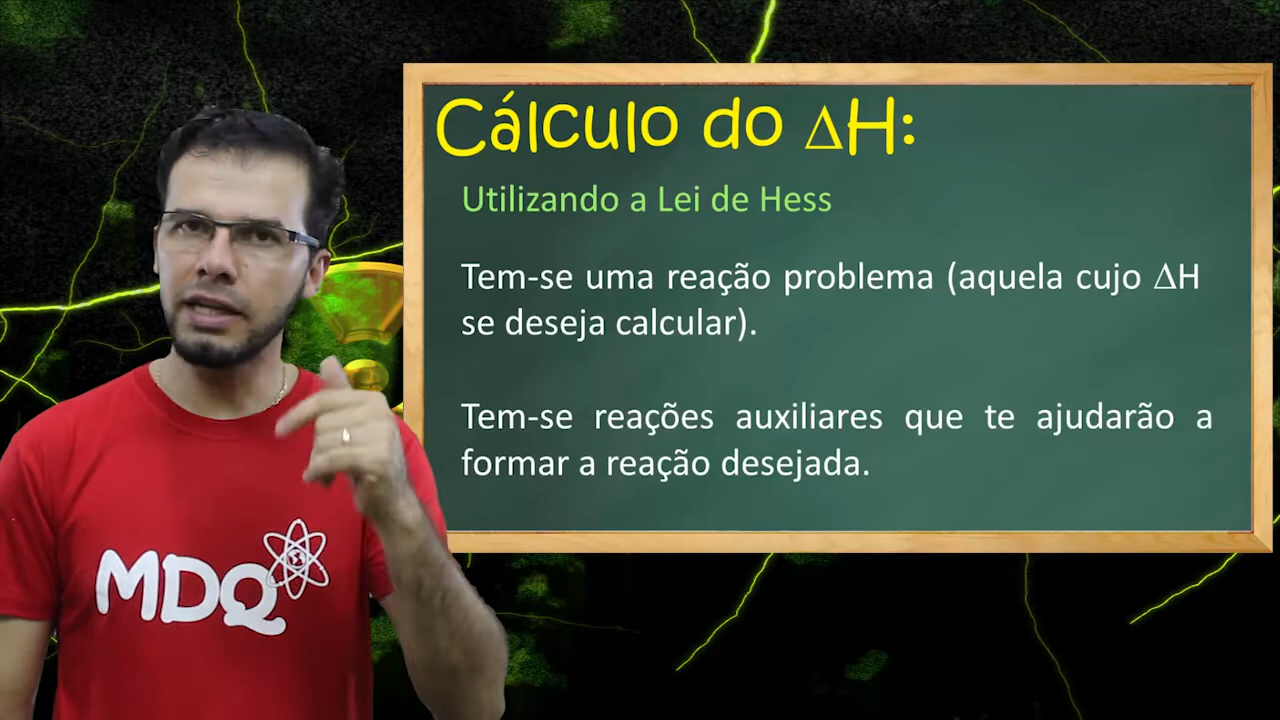 Cálculo do ΔH:
Utilizando a Lei de Hess
Tem-se uma reação problema (aquela cujo ΔH
se deseja calcular).
Tem-se reações auxiliares que te ajudarão a
formar a reação desejada.
MDQ